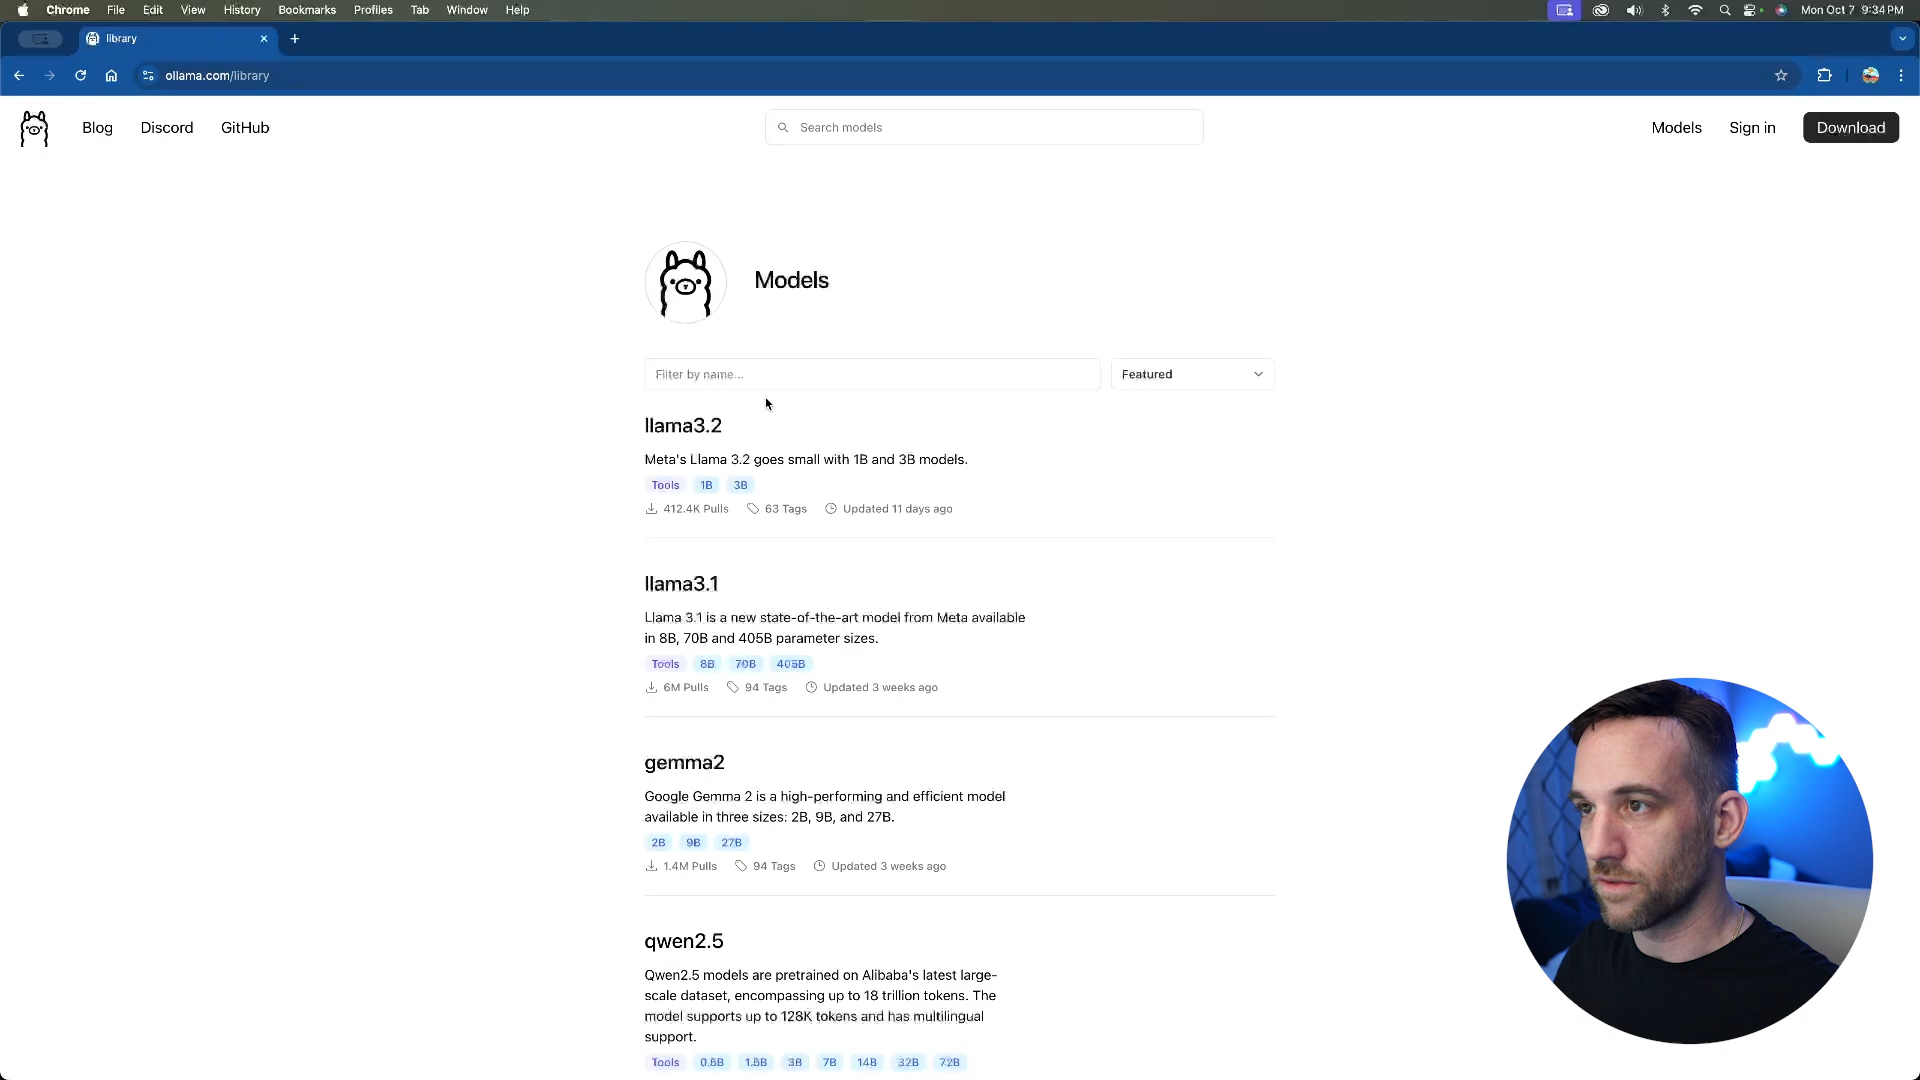 Chrome File Edit View History Bookmarks Profiles Tab Window Help Mon Oct 7 9:34 PM
library
ollama.com/library
Blog Discord GitHub Search models Models Sign in Download
Models
Filter by name... Featured
llama3.2
Meta's Llama 3.2 goes small with 1B and 3B models.
Tools 1B 3B
412.4K Pulls 63 Tags Updated 11 days ago
llama3.1
Llama 3.1 is a new state-of-the-art model from Meta available
in 8B, 70B and 405B parameter sizes.
Tools 8B 70B 405B
6M Pulls 94 Tags Updated 3 weeks ago
gemma2
Google Gemma 2 is a high-performing and efficient model
available in three sizes: 2B, 9B, and 27B.
2B 9B 27B
1.4M Pulls 94 Tags Updated 3 weeks ago
qwen2.5
Qwen2.5 models are pretrained on Alibaba's latest large-
scale dataset, encompassing up to 18 trillion tokens. The
model supports up to 128K tokens and has multilingual
support.
Tools 0.5B 1.5B 3B 7B 14B 32B 72B